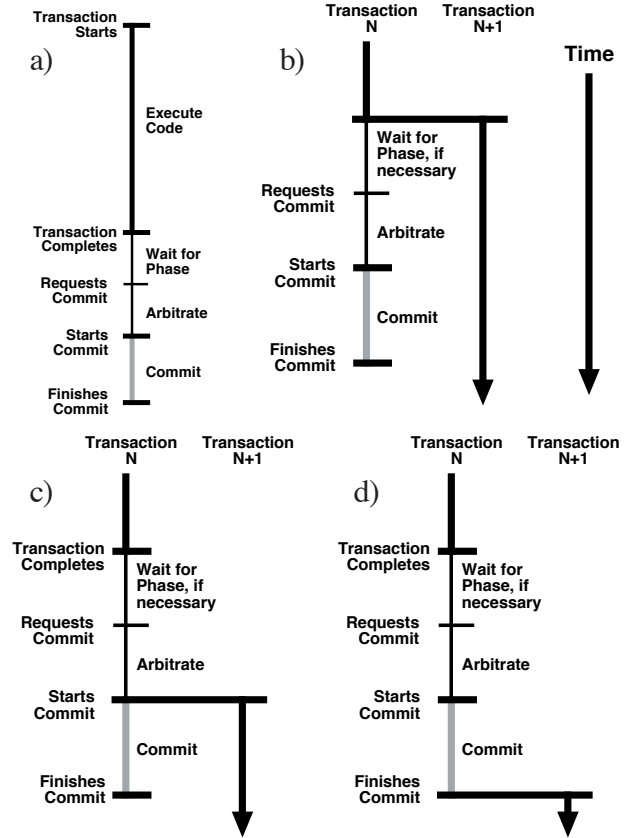 Transaction
Starts
a)
Execute
Code
Transaction
Completes
Wait for
Phase
Requests
Commit
Arbitrate
Starts
Commit
Commit
Finishes
Commit
Transaction
N
Transaction
N+1
b)
Time
Wait for
Phase, if
necessary
Requests
Commit
Arbitrate
Starts
Commit
Commit
Finishes
Commit
Transaction
N
Transaction
N+1
c)
Transaction
Completes
Wait for
Phase, if
necessary
Requests
Commit
Arbitrate
Starts
Commit
Commit
Finishes
Commit
Transaction
N
Transaction
N+1
d)
Transaction
Completes
Wait for
Phase, if
necessary
Requests
Commit
Arbitrate
Starts
Commit
Commit
Finishes
Commit